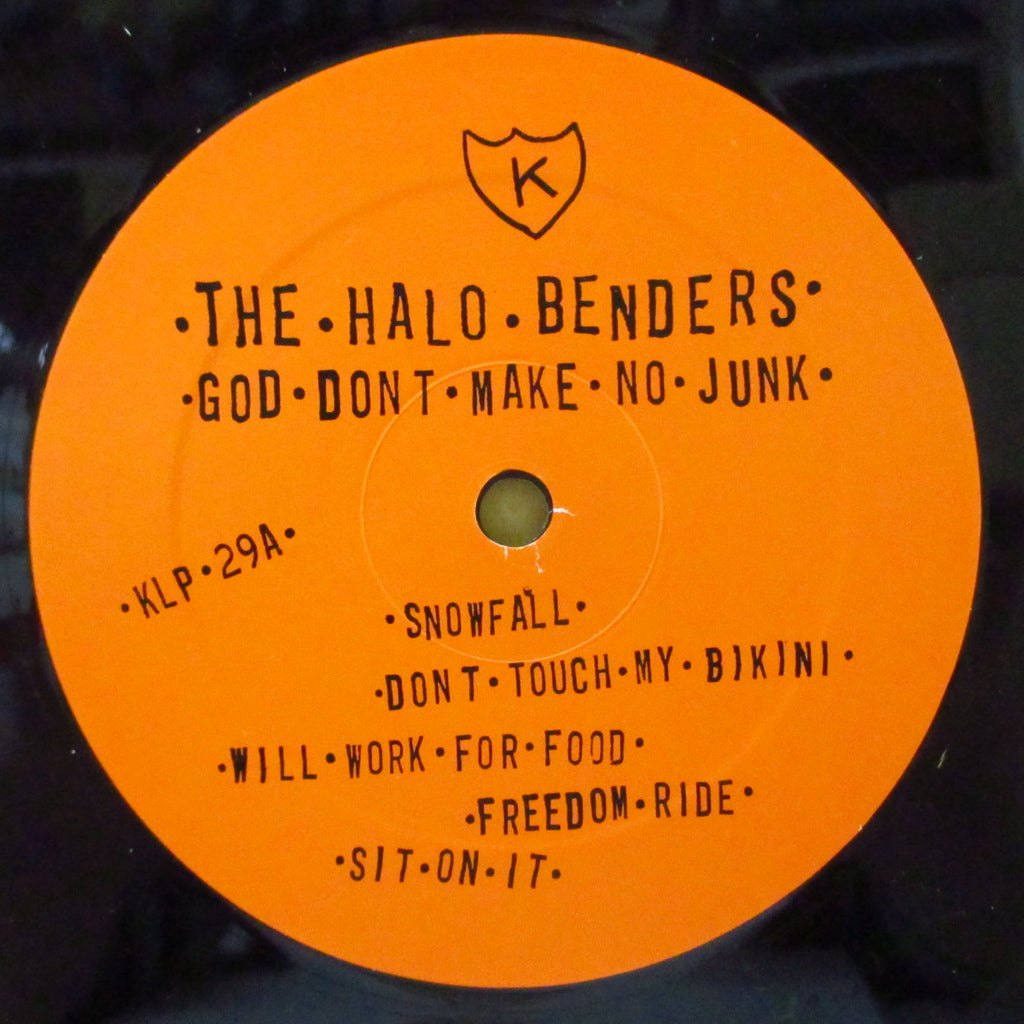 K
·THE·HALO·BENDERS·
·GOD·DONT·MAKE·NO·JUNK·
·KLP·29A·
·SNOWFALL·
·DONT·TOUCH·MY·BIKINI·
·WILL·WORK·FOR·FOOD·
·FREEDOM·RIDE·
·SIT·ON·IT·